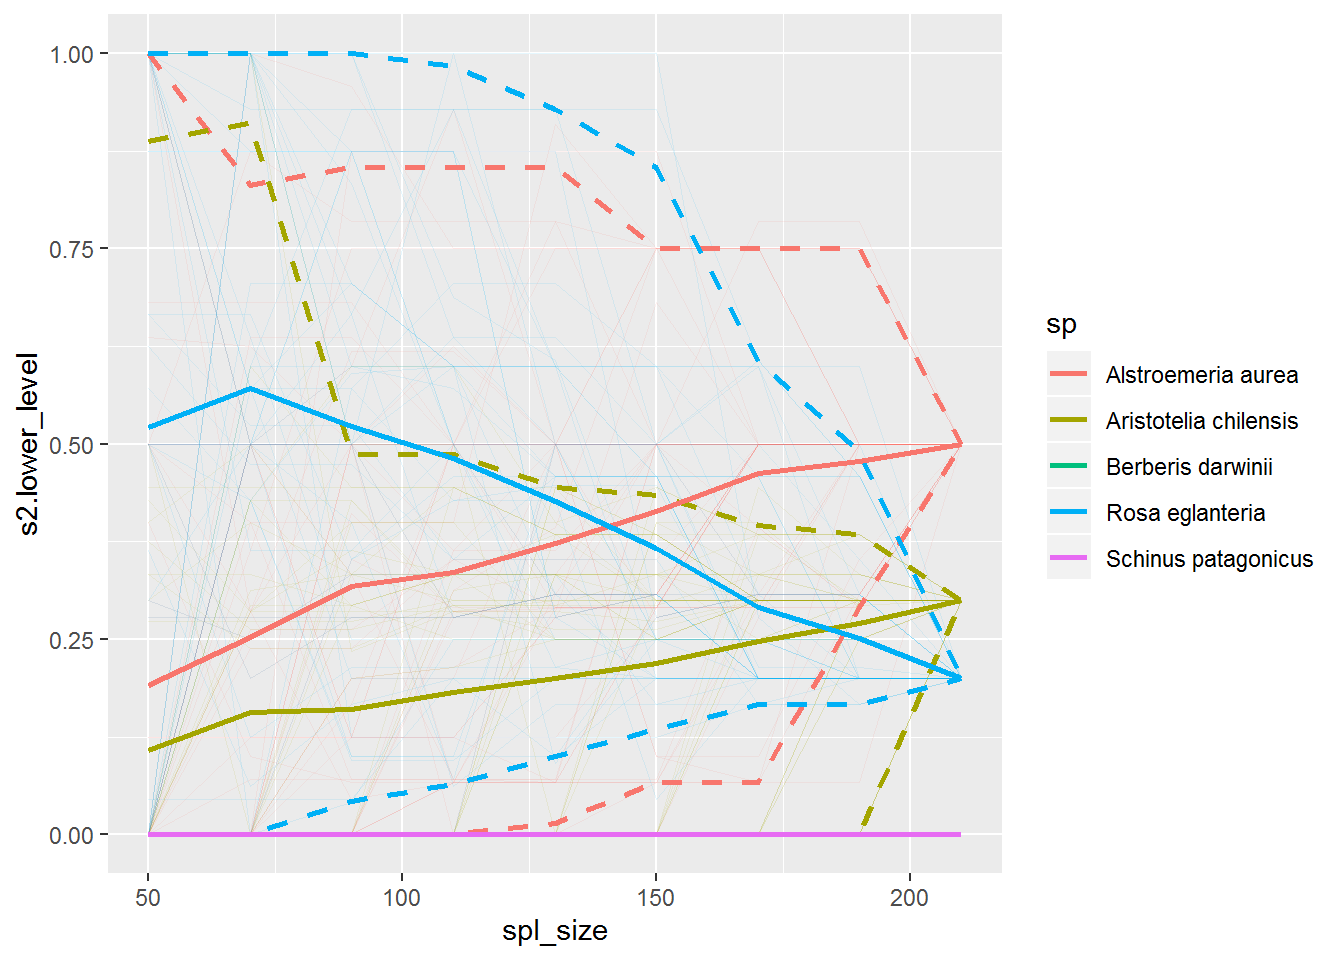 s2.lower_level
1.00
0.75
0.50
0.25
0.00
50
100
150
200
spl_size
sp
Alstroemeria aurea
Aristotelia chilensis
Berberis darwinii
Rosa eglanteria
Schinus patagonicus